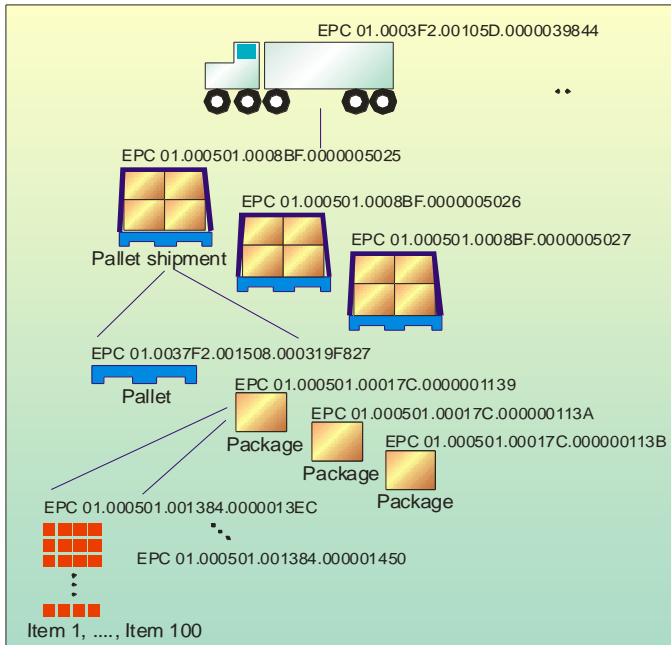 EPC 01.0003F2.00105D.0000039844
EPC 01.000501.0008BF.0000005025
EPC 01.000501.0008BF.0000005026
EPC 01.000501.0008BF.0000005027
Pallet shipment
EPC 01.0037F2.001508.000319F827
Pallet
EPC 01.000501.00017C.0000001139
Package
EPC 01.000501.00017C.000000113A
Package
EPC 01.000501.00017C.000000113B
Package
EPC 01.000501.001384.0000013EC
EPC 01.000501.001384.000001450
Item 1, ...., Item 100